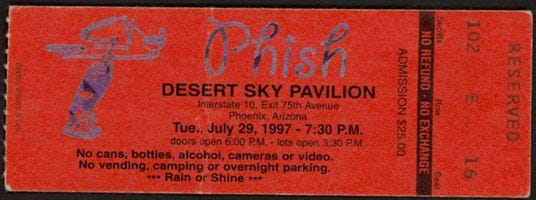 Phish
DESERT SKY PAVILION
Interstate 10, Exit 75th Avenue
Phoenix, Arizona
Tue., July 29, 1997 - 7:30 P.M.
doors open 6:00 P.M. - lots open 3:30 P.M.
No cans, bottles, alcohol, cameras or video.
No vending, camping or overnight parking.
*** Rain or Shine ***
ADMISSION $25.00
NO REFUND - NO EXCHANGE
Sec/Bx Row Seat
102 E 16
RESERVED